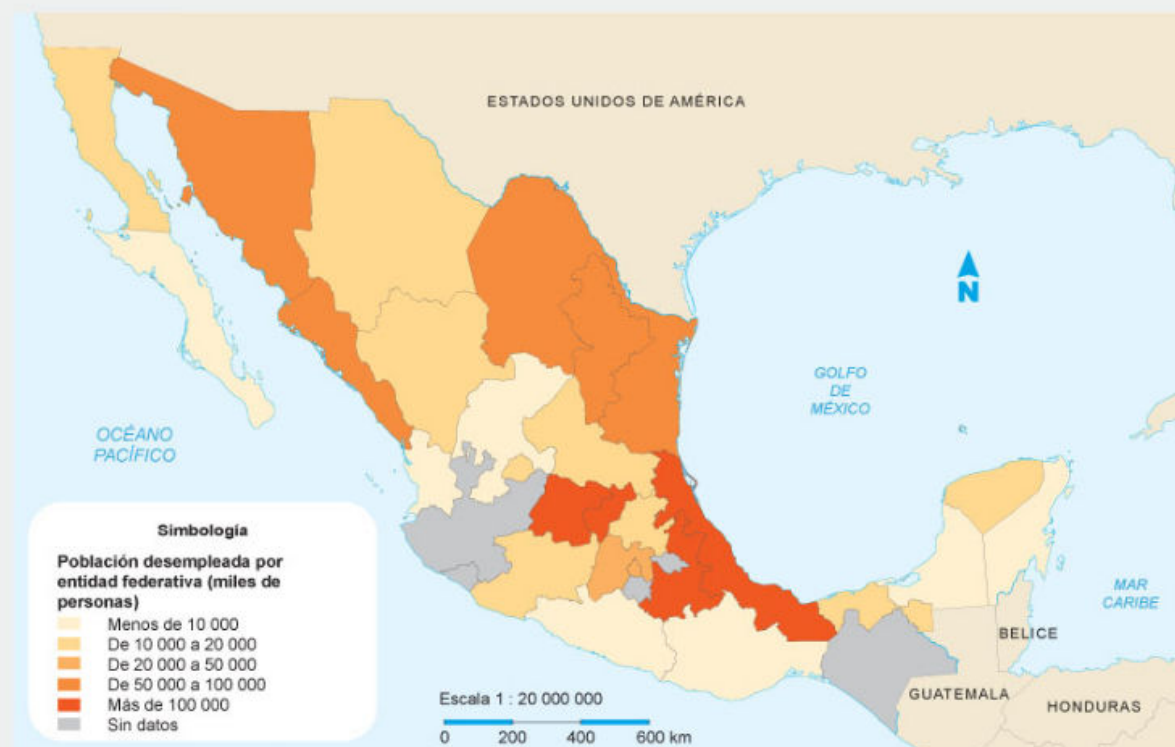 ESTADOS UNIDOS DE AMÉRICA
N
GOLFO
DE
MÉXICO
OCÉANO
PACÍFICO
MAR
CARIBE
BELICE
GUATEMALA
HONDURAS
Simbología
Población desempleada por
entidad federativa (miles de
personas)
Menos de 10 000
De 10 000 a 20 000
De 20 000 a 50 000
De 50 000 a 100 000
Más de 100 000
Sin datos
Escala 1 : 20 000 000
0 200 400 600 km